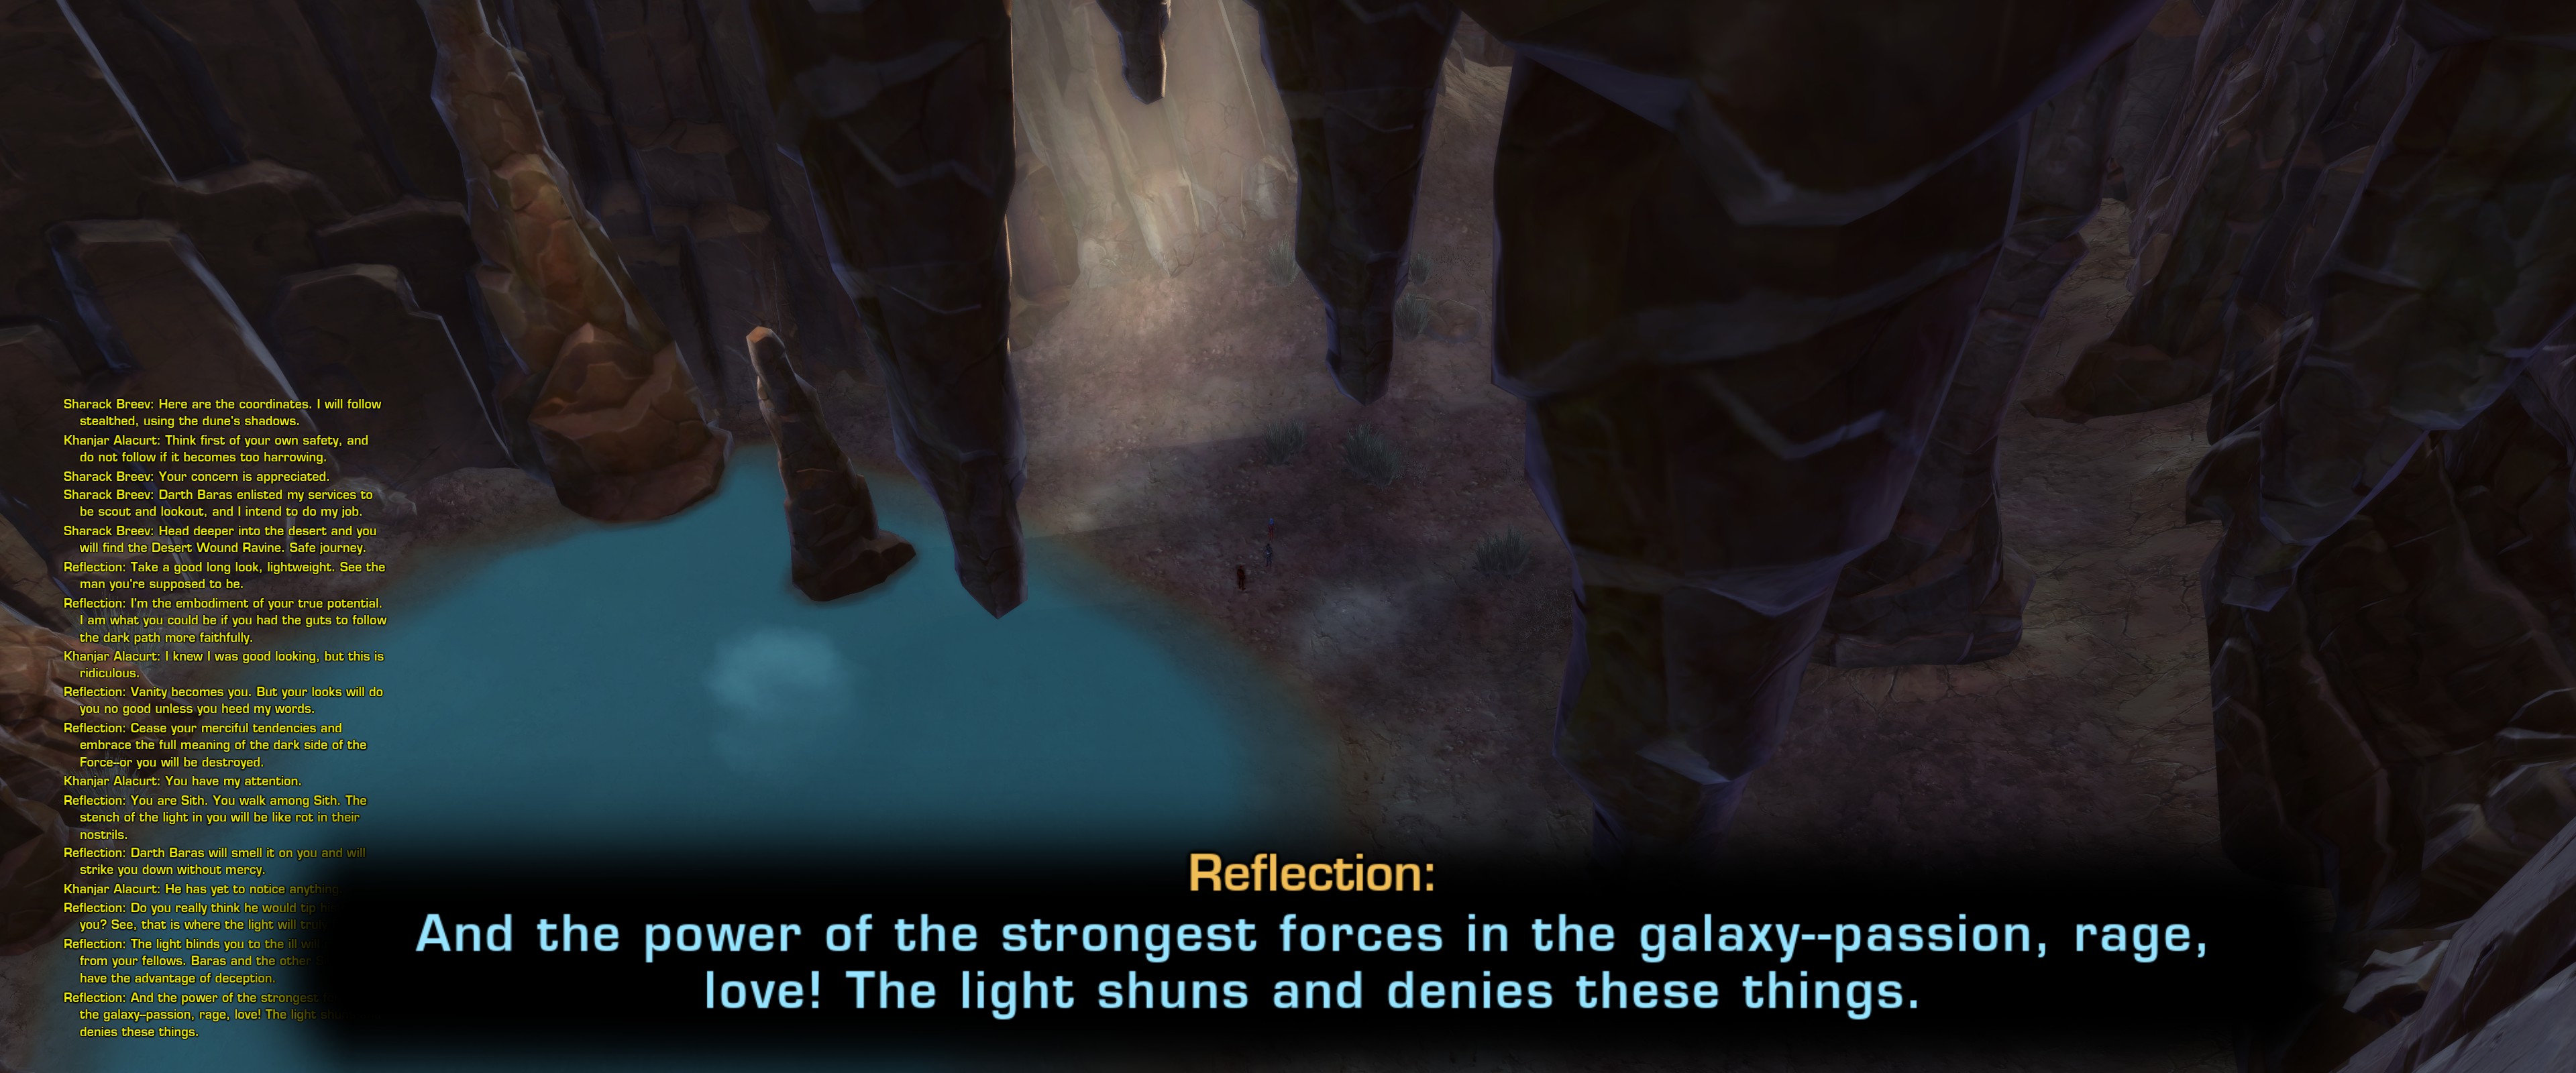 Sharack Breev: Here are the coordinates. I will follow
stealthed, using the dune's shadows.
Khanjar Alacurt: Think first of your own safety, and
do not follow if it becomes too harrowing.
Sharack Breev: Your concern is appreciated.
Sharack Breev: Darth Baras enlisted my services to
be scout and lookout, and I intend to do my job.
Sharack Breev: Head deeper into the desert and you
will find the Desert Wound Ravine. Safe journey.
Reflection: Take a good long look, lightweight. See the
man you're supposed to be.
Reflection: I'm the embodiment of your true potential.
I am what you could be if you had the guts to follow
the dark path more faithfully.
Khanjar Alacurt: I knew I was good looking, but this is
ridiculous.
Reflection: Vanity becomes you. But your looks will do
you no good unless you heed my words.
Reflection: Cease your merciful tendencies and
embrace the full meaning of the dark side of the
Force–or you will be destroyed.
Khanjar Alacurt: You have my attention.
Reflection: You are Sith. You walk among Sith. The
stench of the light in you will be like rot in their
nostrils.
Reflection: Darth Baras will smell it on you and will
strike you down without mercy.
Khanjar Alacurt: He has yet to notice anything
Reflection: Do you really think he would tip
you? See, that is where the light will
Reflection: The light blinds you to the ill
from your fellows. Baras and the other
have the advantage of deception.
Reflection: And the power of the strongest
the galaxy–passion, rage, love! The light
denies these things.
Reflection:
And the power of the strongest forces in the galaxy--passion, rage,
love! The light shuns and denies these things.